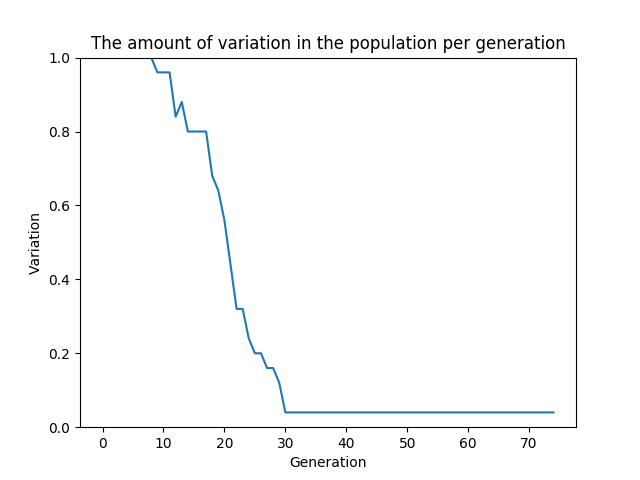 The amount of variation in the population per generation
1.0
0.8
0.6
0.4
0.2
0.0
Variation
0 10 20 30 40 50 60 70
Generation